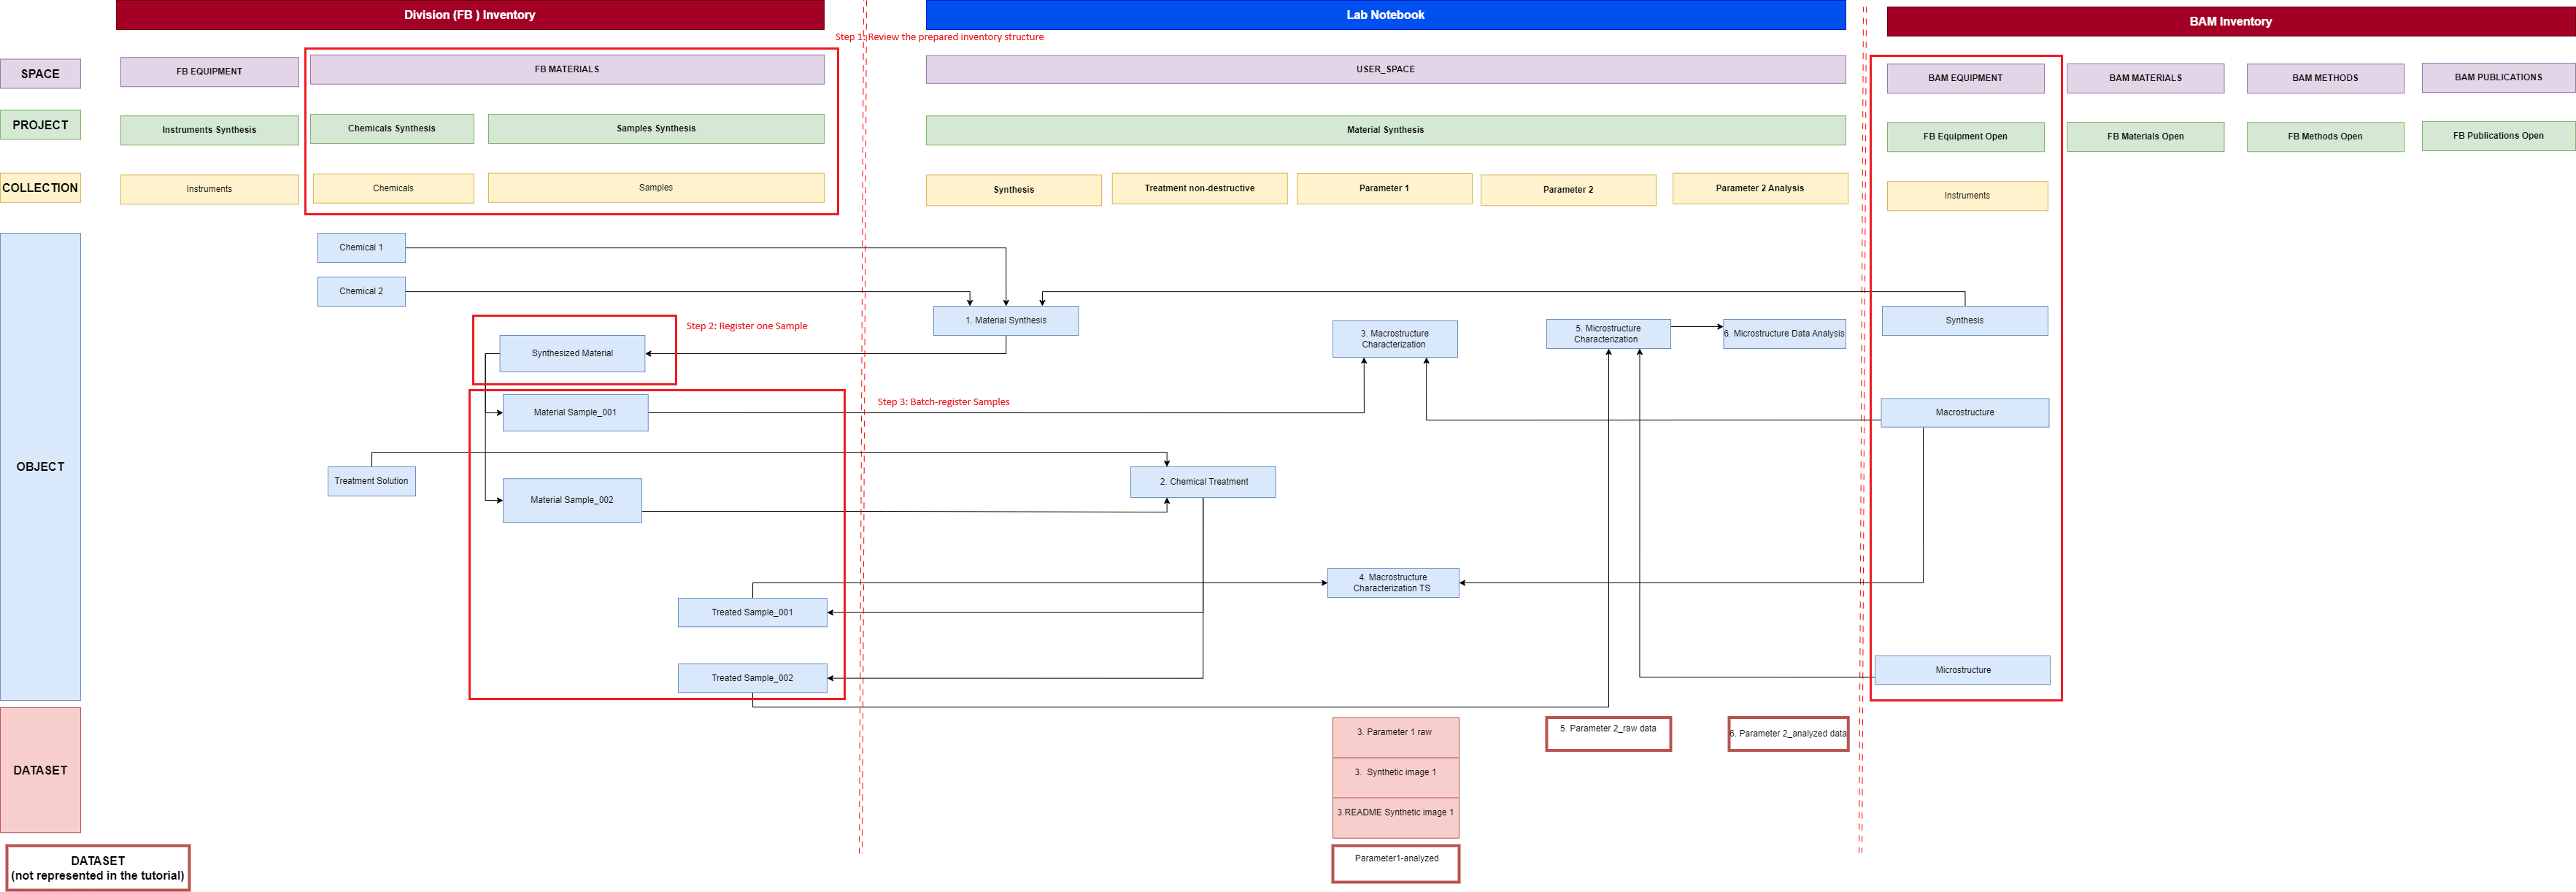 Division (FB ) Inventory
Lab Notebook
BAM Inventory
Step 1: Review the prepared inventory structure
SPACE
FB EQUIPMENT
FB MATERIALS
USER_SPACE
BAM EQUIPMENT
BAM MATERIALS
BAM METHODS
BAM PUBLICATIONS
PROJECT
Instruments Synthesis
Chemicals Synthesis
Samples Synthesis
Material Synthesis
FB Equipment Open
FB Materials Open
FB Methods Open
FB Publications Open
COLLECTION
Instruments
Chemicals
Samples
Synthesis
Treatment non-destructive
Parameter 1
Parameter 2
Parameter 2 Analysis
Instruments
OBJECT
Chemical 1
Chemical 2
1. Material Synthesis
Synthesis
Step 2: Register one Sample
Synthesized Material
3. Macrostructure
Characterization
5. Microstructure
Characterization
6. Microstructure Data Analysis
Step 3: Batch-register Samples
Material Sample_001
Macrostructure
Treatment Solution
Material Sample_002
2. Chemical Treatment
4. Macrostructure
Characterization TS
Treated Sample_001
Treated Sample_002
Microstructure
DATASET
3. Parameter 1 raw
3. Synthetic image 1
3.README Synthetic image 1
Parameter1-analyzed
5. Parameter 2_raw data
6. Parameter 2_analyzed data
DATASET
(not represented in the tutorial)